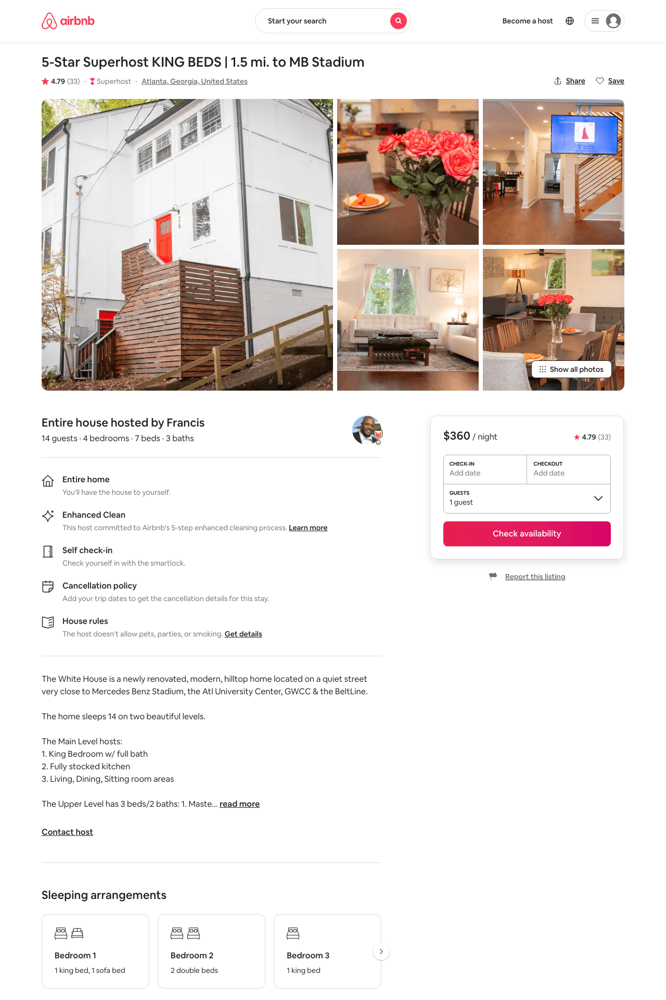 airbnb
Start your search
Become a host
5-Star Superhost KING BEDS | 1.5 mi. to MB Stadium
4.79 (33) · Superhost · Atlanta, Georgia, United States
Share
Save
26
Show all photos
Entire house hosted by Francis
14 guests · 4 bedrooms · 7 beds · 3 baths
Entire home
You'll have the house to yourself.
Enhanced Clean
This host committed to Airbnb's 5-step enhanced cleaning process. Learn more
Self check-in
Check yourself in with the smartlock.
Cancellation policy
Add your trip dates to get the cancellation details for this stay.
House rules
The host doesn't allow pets, parties, or smoking. Get details
$360 / night
4.79 (33)
CHECK-IN
Add date
CHECKOUT
Add date
GUESTS
1 guest
Check availability
Report this listing
The White House is a newly renovated, modern, hilltop home located on a quiet street
very close to Mercedes Benz Stadium, the Atl University Center, GWCC & the BeltLine.
The home sleeps 14 on two beautiful levels.
The Main Level hosts:
1. King Bedroom w/ full bath
2. Fully stocked kitchen
3. Living, Dining, Sitting room areas
The Upper Level has 3 beds/2 baths: 1. Maste... read more
Contact host
Sleeping arrangements
Bedroom 1
1 king bed, 1 sofa bed
Bedroom 2
2 double beds
Bedroom 3
1 king bed